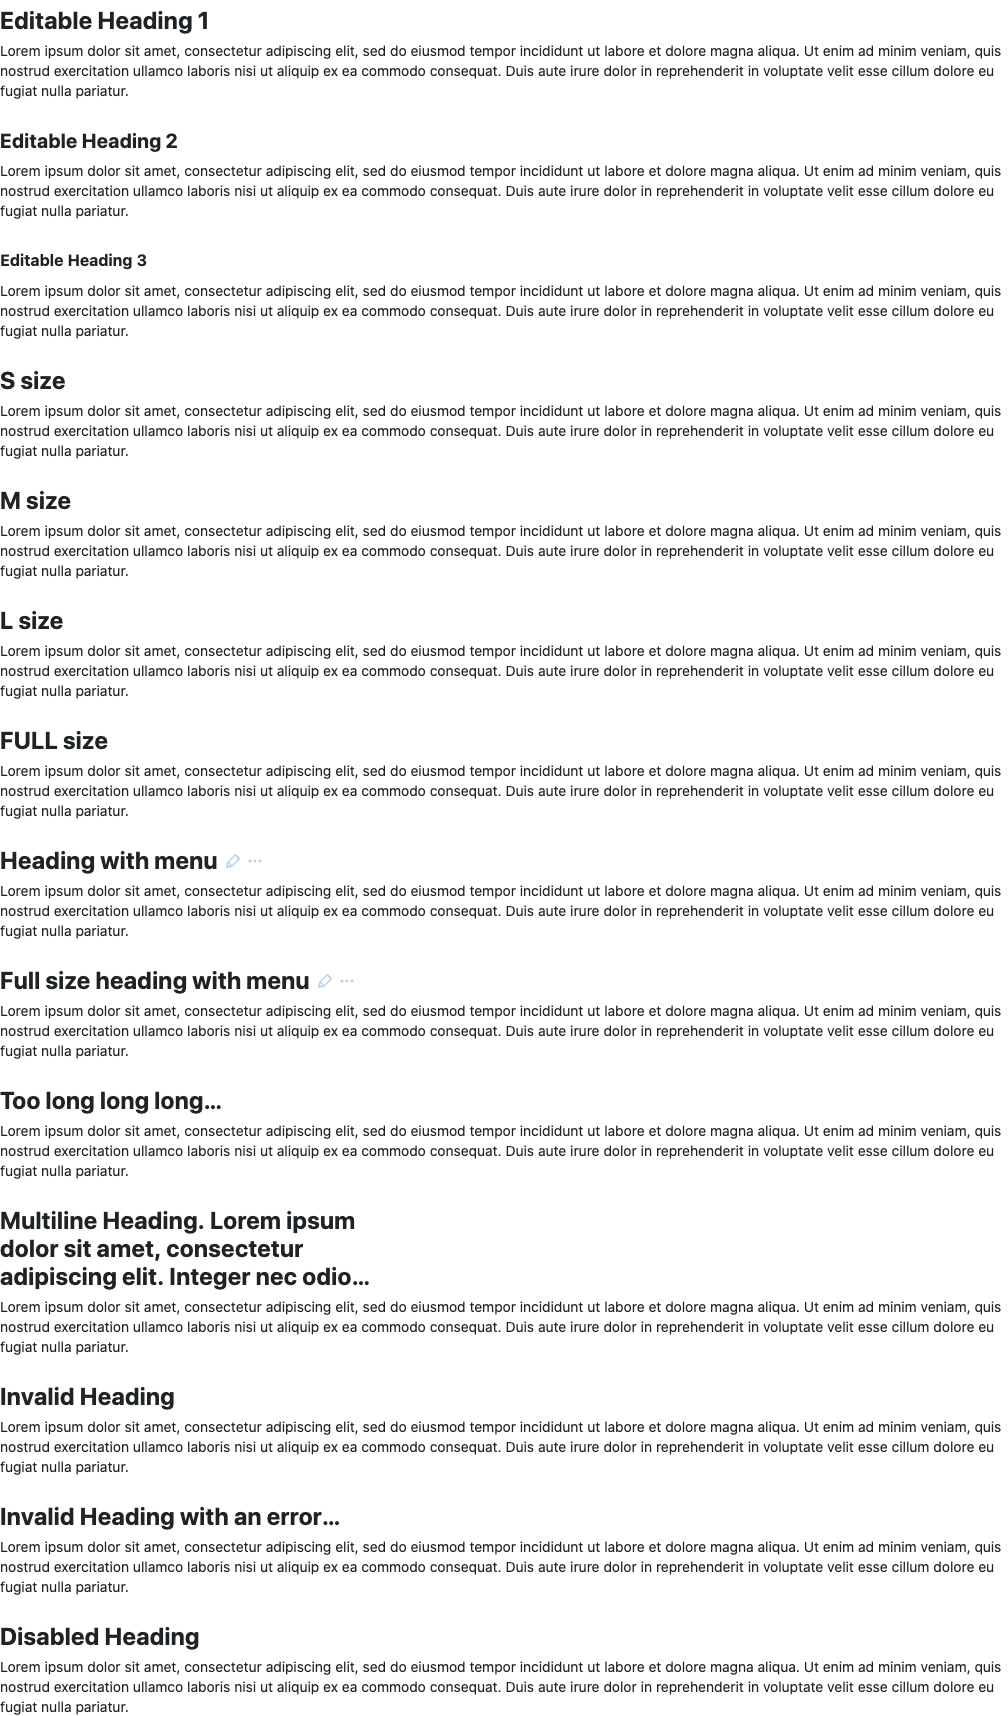 Editable Heading 1
Lorem ipsum dolor sit amet, consectetur adipiscing elit, sed do eiusmod tempor incididunt ut labore et dolore magna aliqua. Ut enim ad minim veniam, quis
nostrud exercitation ullamco laboris nisi ut aliquip ex ea commodo consequat. Duis aute irure dolor in reprehenderit in voluptate velit esse cillum dolore eu
fugiat nulla pariatur.
Editable Heading 2
Lorem ipsum dolor sit amet, consectetur adipiscing elit, sed do eiusmod tempor incididunt ut labore et dolore magna aliqua. Ut enim ad minim veniam, quis
nostrud exercitation ullamco laboris nisi ut aliquip ex ea commodo consequat. Duis aute irure dolor in reprehenderit in voluptate velit esse cillum dolore eu
fugiat nulla pariatur.
Editable Heading 3
Lorem ipsum dolor sit amet, consectetur adipiscing elit, sed do eiusmod tempor incididunt ut labore et dolore magna aliqua. Ut enim ad minim veniam, quis
nostrud exercitation ullamco laboris nisi ut aliquip ex ea commodo consequat. Duis aute irure dolor in reprehenderit in voluptate velit esse cillum dolore eu
fugiat nulla pariatur.
S size
Lorem ipsum dolor sit amet, consectetur adipiscing elit, sed do eiusmod tempor incididunt ut labore et dolore magna aliqua. Ut enim ad minim veniam, quis
nostrud exercitation ullamco laboris nisi ut aliquip ex ea commodo consequat. Duis aute irure dolor in reprehenderit in voluptate velit esse cillum dolore eu
fugiat nulla pariatur.
M size
Lorem ipsum dolor sit amet, consectetur adipiscing elit, sed do eiusmod tempor incididunt ut labore et dolore magna aliqua. Ut enim ad minim veniam, quis
nostrud exercitation ullamco laboris nisi ut aliquip ex ea commodo consequat. Duis aute irure dolor in reprehenderit in voluptate velit esse cillum dolore eu
fugiat nulla pariatur.
L size
Lorem ipsum dolor sit amet, consectetur adipiscing elit, sed do eiusmod tempor incididunt ut labore et dolore magna aliqua. Ut enim ad minim veniam, quis
nostrud exercitation ullamco laboris nisi ut aliquip ex ea commodo consequat. Duis aute irure dolor in reprehenderit in voluptate velit esse cillum dolore eu
fugiat nulla pariatur.
FULL size
Lorem ipsum dolor sit amet, consectetur adipiscing elit, sed do eiusmod tempor incididunt ut labore et dolore magna aliqua. Ut enim ad minim veniam, quis
nostrud exercitation ullamco laboris nisi ut aliquip ex ea commodo consequat. Duis aute irure dolor in reprehenderit in voluptate velit esse cillum dolore eu
fugiat nulla pariatur.
Heading with menu
Lorem ipsum dolor sit amet, consectetur adipiscing elit, sed do eiusmod tempor incididunt ut labore et dolore magna aliqua. Ut enim ad minim veniam, quis
nostrud exercitation ullamco laboris nisi ut aliquip ex ea commodo consequat. Duis aute irure dolor in reprehenderit in voluptate velit esse cillum dolore eu
fugiat nulla pariatur.
Full size heading with menu
Lorem ipsum dolor sit amet, consectetur adipiscing elit, sed do eiusmod tempor incididunt ut labore et dolore magna aliqua. Ut enim ad minim veniam, quis
nostrud exercitation ullamco laboris nisi ut aliquip ex ea commodo consequat. Duis aute irure dolor in reprehenderit in voluptate velit esse cillum dolore eu
fugiat nulla pariatur.
Too long long long…
Lorem ipsum dolor sit amet, consectetur adipiscing elit, sed do eiusmod tempor incididunt ut labore et dolore magna aliqua. Ut enim ad minim veniam, quis
nostrud exercitation ullamco laboris nisi ut aliquip ex ea commodo consequat. Duis aute irure dolor in reprehenderit in voluptate velit esse cillum dolore eu
fugiat nulla pariatur.
Multiline Heading. Lorem ipsum
dolor sit amet, consectetur
adipiscing elit. Integer nec odio…
Lorem ipsum dolor sit amet, consectetur adipiscing elit, sed do eiusmod tempor incididunt ut labore et dolore magna aliqua. Ut enim ad minim veniam, quis
nostrud exercitation ullamco laboris nisi ut aliquip ex ea commodo consequat. Duis aute irure dolor in reprehenderit in voluptate velit esse cillum dolore eu
fugiat nulla pariatur.
Invalid Heading
Lorem ipsum dolor sit amet, consectetur adipiscing elit, sed do eiusmod tempor incididunt ut labore et dolore magna aliqua. Ut enim ad minim veniam, quis
nostrud exercitation ullamco laboris nisi ut aliquip ex ea commodo consequat. Duis aute irure dolor in reprehenderit in voluptate velit esse cillum dolore eu
fugiat nulla pariatur.
Invalid Heading with an error…
Lorem ipsum dolor sit amet, consectetur adipiscing elit, sed do eiusmod tempor incididunt ut labore et dolore magna aliqua. Ut enim ad minim veniam, quis
nostrud exercitation ullamco laboris nisi ut aliquip ex ea commodo consequat. Duis aute irure dolor in reprehenderit in voluptate velit esse cillum dolore eu
fugiat nulla pariatur.
Disabled Heading
Lorem ipsum dolor sit amet, consectetur adipiscing elit, sed do eiusmod tempor incididunt ut labore et dolore magna aliqua. Ut enim ad minim veniam, quis
nostrud exercitation ullamco laboris nisi ut aliquip ex ea commodo consequat. Duis aute irure dolor in reprehenderit in voluptate velit esse cillum dolore eu
fugiat nulla pariatur.